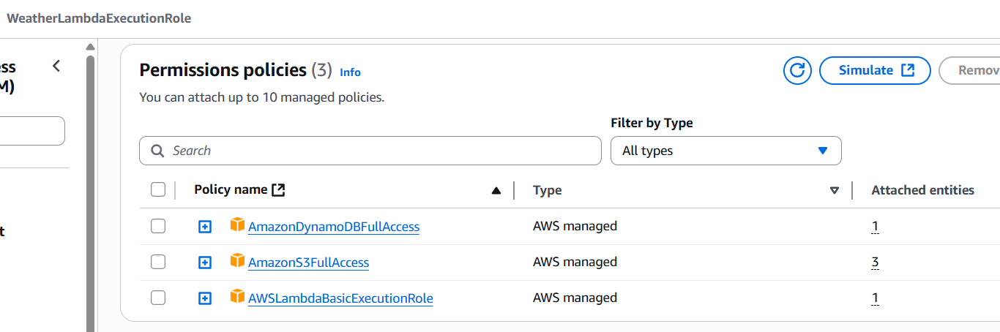 WeatherLambdaExecutionRole
ess
M)
Permissions policies (3) Info
Simulate
Remov
You can attach up to 10 managed policies.
Filter by Type
Search
All types
Policy name
Type
Attached entities
AmazonDynamoDBFullAccess
AWS managed
1
t
AmazonS3FullAccess
AWS managed
3
AWSLambdaBasicExecutionRole
AWS managed
1